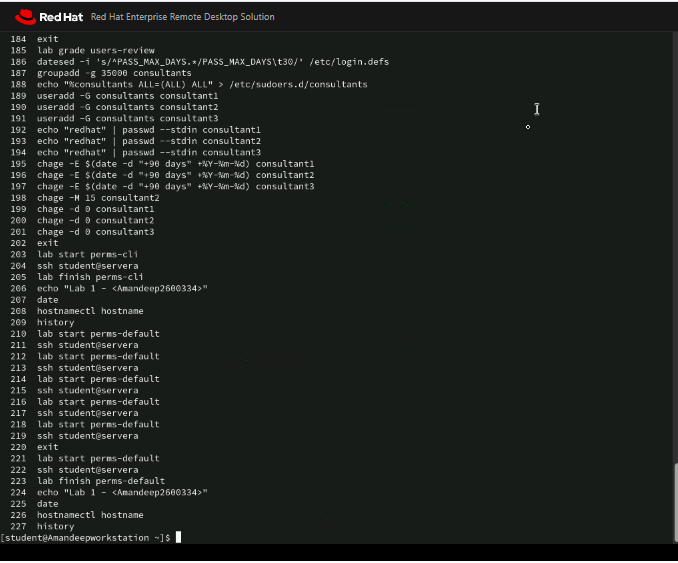 Red Hat Red Hat Enterprise Remote Desktop Solution
184 exit
185 lab grade users-review
186 datesed -i 's/^PASS_MAX_DAYS.*/PASS_MAX_DAYS\t30/' /etc/login.defs
187 groupadd -g 35000 consultants
188 echo "%consultants ALL=(ALL) ALL" > /etc/sudoers.d/consultants
189 useradd -G consultants consultant1
190 useradd -G consultants consultant2
191 useradd -G consultants consultant3
192 echo "redhat" | passwd --stdin consultant1
193 echo "redhat" | passwd --stdin consultant2
194 echo "redhat" | passwd --stdin consultant3
195 chage -E $(date -d "+90 days" +%Y-%m-%d) consultant1
196 chage -E $(date -d "+90 days" +%Y-%m-%d) consultant2
197 chage -E $(date -d "+90 days" +%Y-%m-%d) consultant3
198 chage -M 15 consultant2
199 chage -d 0 consultant1
200 chage -d 0 consultant2
201 chage -d 0 consultant3
202 exit
203 lab start perms-cli
204 ssh student@servera
205 lab finish perms-cli
206 echo "Lab 1 - <Amandeep2600334>"
207 date
208 hostnamectl hostname
209 history
210 lab start perms-default
211 ssh student@servera
212 lab start perms-default
213 ssh student@servera
214 lab start perms-default
215 ssh student@servera
216 lab start perms-default
217 ssh student@servera
218 lab start perms-default
219 ssh student@servera
220 exit
221 lab start perms-default
222 ssh student@servera
223 lab finish perms-default
224 echo "Lab 1 - <Amandeep2600334>"
225 date
226 hostnamectl hostname
227 history
[student@Amandeepworkstation ~]$